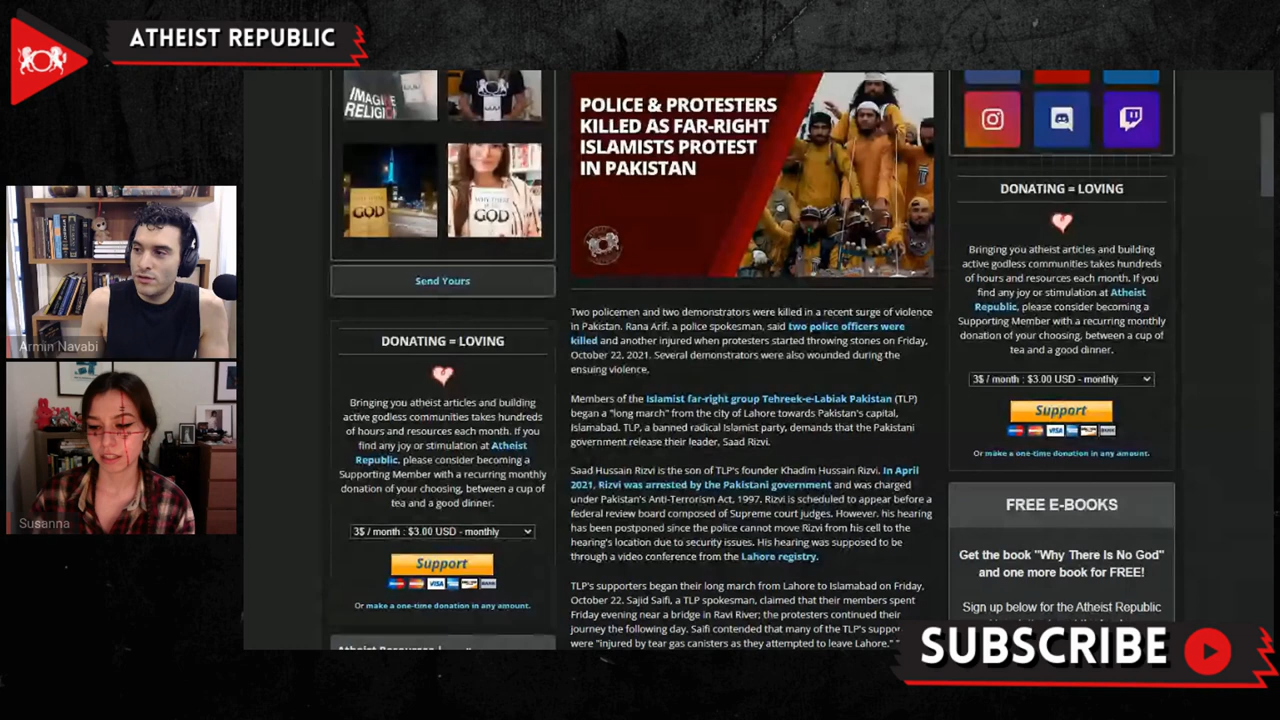 ATHEIST REPUBLIC
Armin Navabi
Susanna
IMAGINE
RELIGION
GOD
GOD
Send Yours
DONATING = LOVING
Bringing you atheist articles and building
active godless communities takes hundreds
of hours and resources each month. If you
find any joy or stimulation at Atheist
Republic, please consider becoming a
Supporting Member with a recurring monthly
donation of your choosing, between a cup of
tea and a good dinner.
3$ / month : $3.00 USD - monthly
Support
VISA
BANK
Or make a one-time donation in any amount.
POLICE & PROTESTERS
KILLED AS FAR-RIGHT
ISLAMISTS PROTEST
IN PAKISTAN
Two policemen and two demonstrators were killed in a recent surge of violence
in Pakistan. Rana Arif, a police spokesman, said two police officers were
killed and another injured when protesters started throwing stones on Friday,
October 22, 2021. Several demonstrators were also wounded during the
ensuing violence.
Members of the Islamist far-right group Tehreek-e-Labiak Pakistan (TLP)
began a "long march" from the city of Lahore towards Pakistan's capital,
Islamabad. TLP, a banned radical Islamist party, demands that the Pakistani
government release their leader, Saad Rizvi.
Saad Hussain Rizvi is the son of TLP's founder Khadim Hussain Rizvi. In April
2021, Rizvi was arrested by the Pakistani government and was charged
under Pakistan's Anti-Terrorism Act, 1997. Rizvi is scheduled to appear before a
federal review board composed of Supreme court judges. However, his hearing
has been postponed since the police cannot move Rizvi from his cell to the
hearing's location due to security issues. His hearing was supposed to be
through a video conference from the Lahore registry.
TLP's supporters began their long march from Lahore to Islamabad on Friday,
October 22. Sajid Saifi, a TLP spokesman, claimed that their members spent
Friday evening near a bridge in Ravi River; the protesters continued their
journey the following day. Saifi contended that many of the TLP's suppor
were "injured by tear gas canisters as they attempted to leave Lahore."
DONATING = LOVING
Bringing you atheist articles and building
active godless communities takes hundreds
of hours and resources each month. If you
find any joy or stimulation at Atheist
Republic, please consider becoming a
Supporting Member with a recurring monthly
donation of your choosing, between a cup of
tea and a good dinner.
3$ / month : $3.00 USD - monthly
Support
VISA
BANK
Or make a one-time donation in any amount.
FREE E-BOOKS
Get the book "Why There Is No God"
and one more book for FREE!
Sign up below for the Atheist Republic
SUBSCRIBE